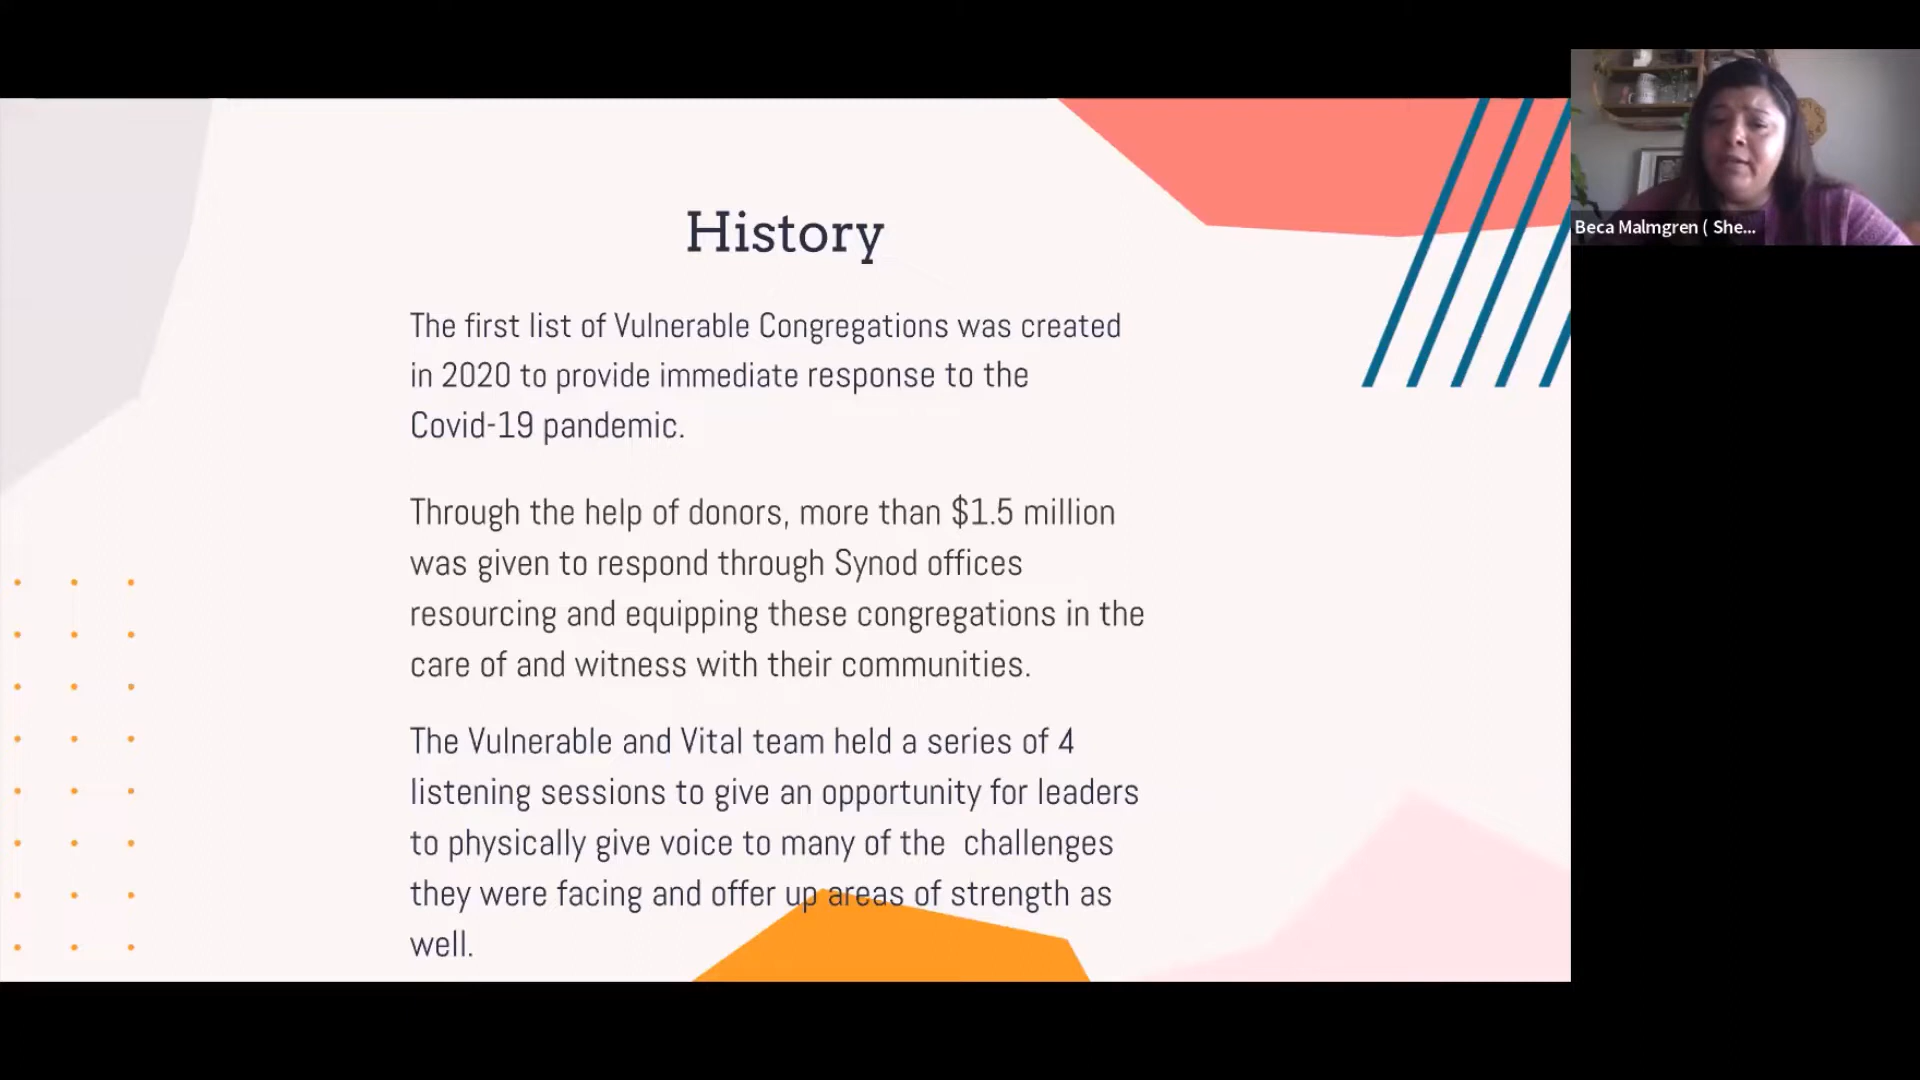 History
The first list of Vulnerable Congregations was created
in 2020 to provide immediate response to the
Covid-19 pandemic.
Through the help of donors, more than $1.5 million
was given to respond through Synod offices
resourcing and equipping these congregations in the
care of and witness with their communities.
The Vulnerable and Vital team held a series of 4
listening sessions to give an opportunity for leaders
to physically give voice to many of the  challenges
they were facing and offer up areas of strength as
well.
Beca Malmgren ( She...